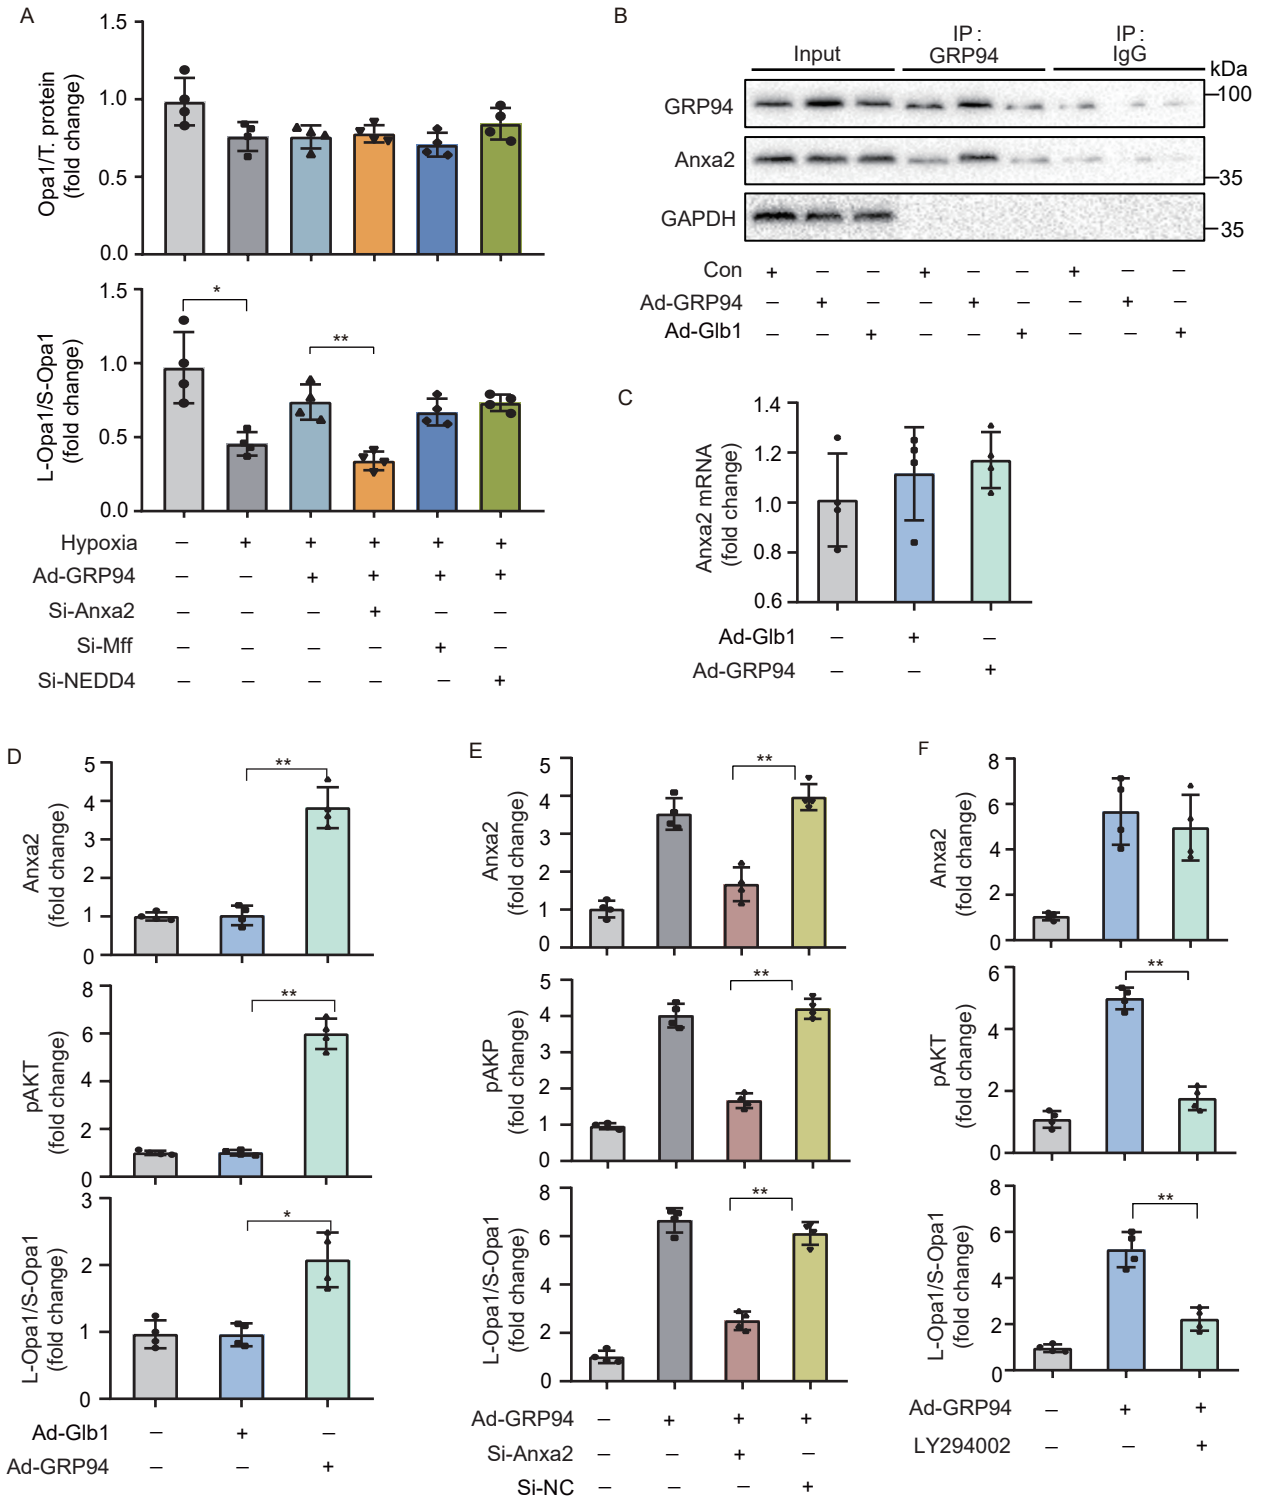 A
1.5
1.0
0.5
0.0
Opa1/T. protein
(fold change)
1.5
1.0
0.5
0.0
L-Opa1/S-Opa1
(fold change)
*
**
Hypoxia – + + + + +
Ad-GRP94 – – + + + +
Si-Anxa2 – – – + – –
Si-Mff – – – – + –
Si-NEDD4 – – – – – +
B
Input
IP :
GRP94
IP :
IgG
kDa
GRP94
100
Anxa2
35
GAPDH
35
Con + – – + – – + – –
Ad-GRP94 – + – – + – – + –
Ad-Glb1 – – + – – + – – +
C
1.4
1.2
1.0
0.8
0.6
Anxa2 mRNA
(fold change)
Ad-Glb1 – + –
Ad-GRP94 – – +
D
5
4
3
2
1
0
Anxa2
(fold change)
**
8
6
4
2
0
pAKT
(fold change)
**
3
2
1
0
L-Opa1/S-Opa1
(fold change)
*
Ad-Glb1 – + –
Ad-GRP94 – – +
E
5
4
3
2
1
0
Anxa2
(fold change)
**
5
4
3
2
1
0
pAKP
(fold change)
**
8
6
4
2
0
L-Opa1/S-Opa1
(fold change)
**
Ad-GRP94 – + + +
Si-Anxa2 – – + –
Si-NC – – – +
F
8
6
4
2
0
Anxa2
(fold change)
6
4
2
0
pAKT
(fold change)
**
8
6
4
2
0
L-Opa1/S-Opa1
(fold change)
**
Ad-GRP94 – + +
LY294002 – – +